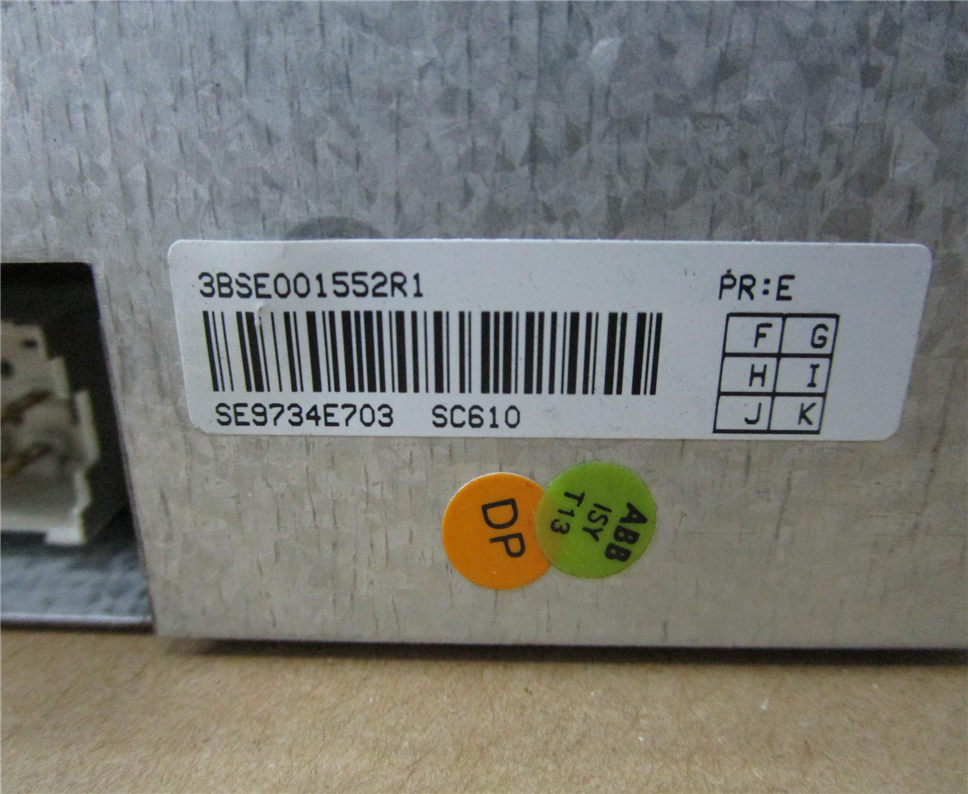 3BSE001552R1
PR:E
F G
H I
J K
SE9734E703 SC610
DP
ABB
ISY
T13